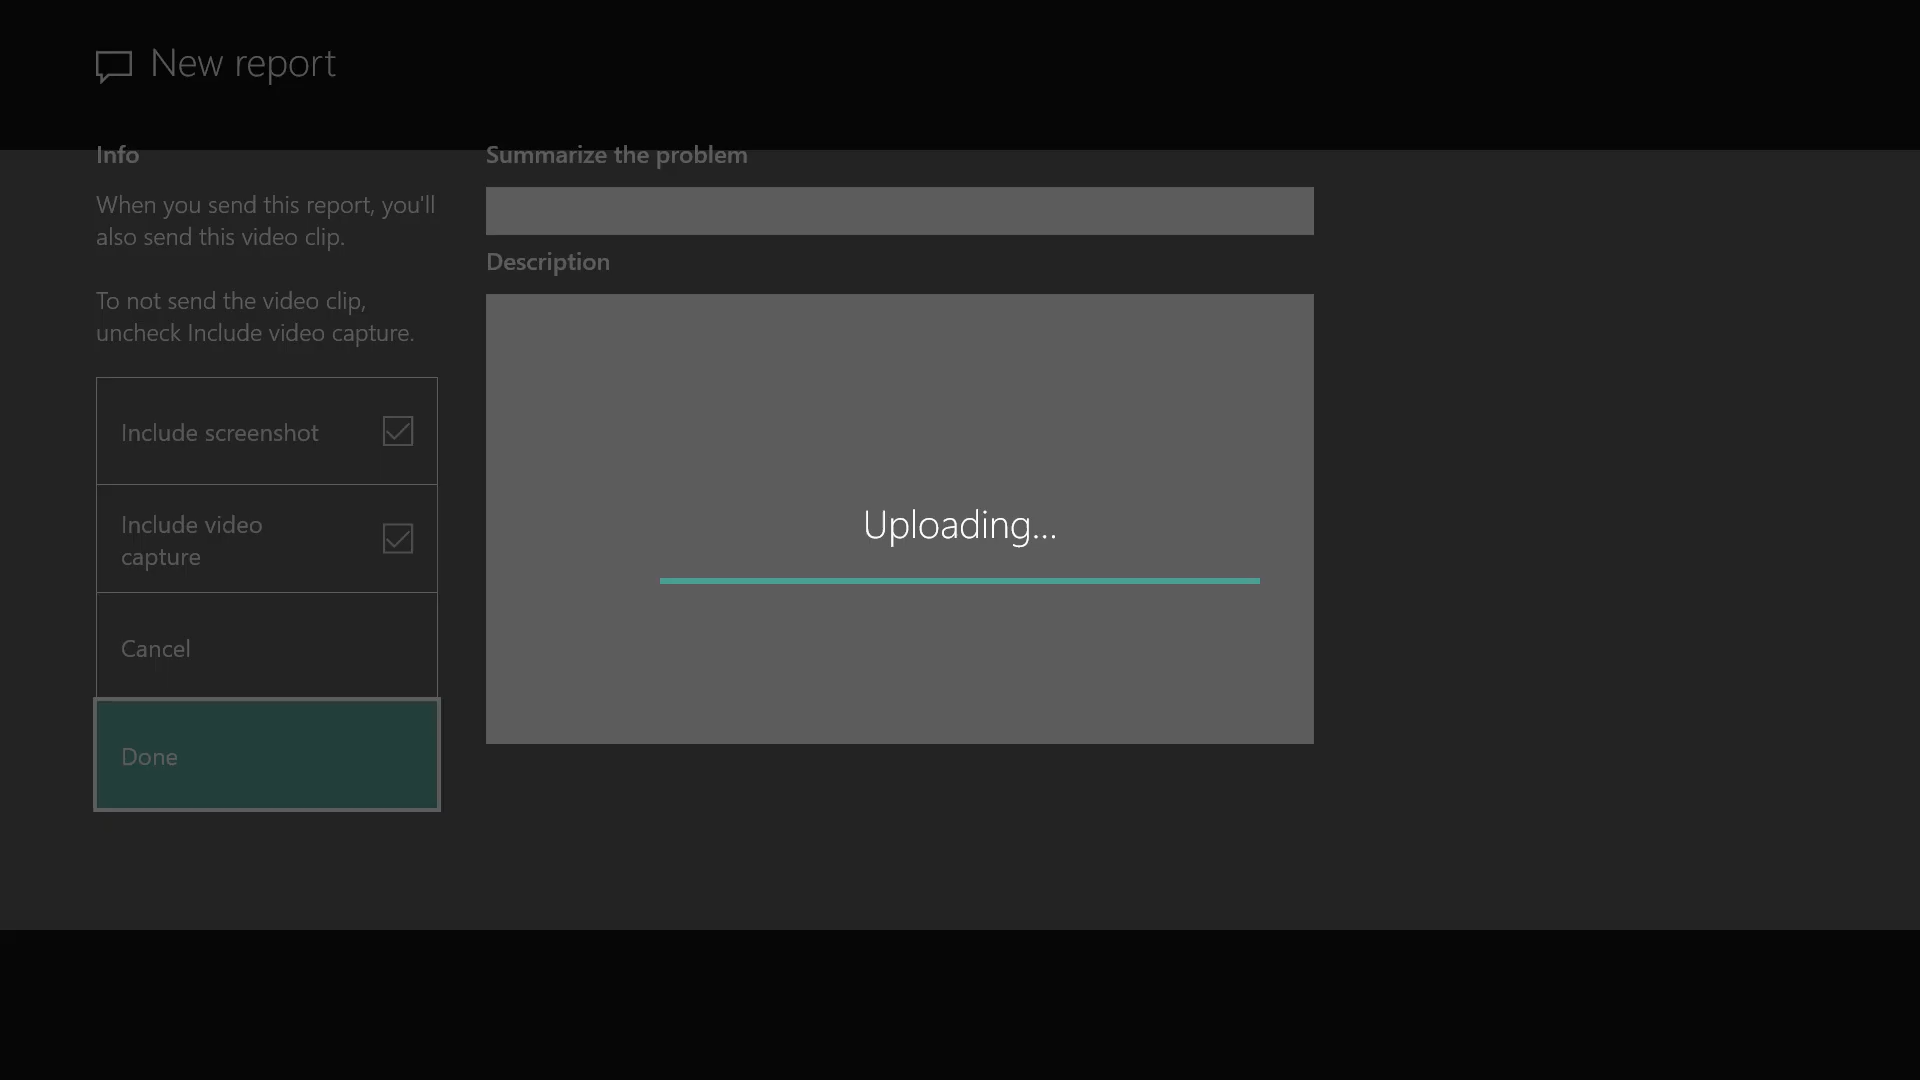 New report
Info
When you send this report, you'll
also send this video clip.
To not send the video clip,
uncheck Include video capture.
Include screenshot
Include video
capture
Cancel
Done
Summarize the problem
Description
Uploading...